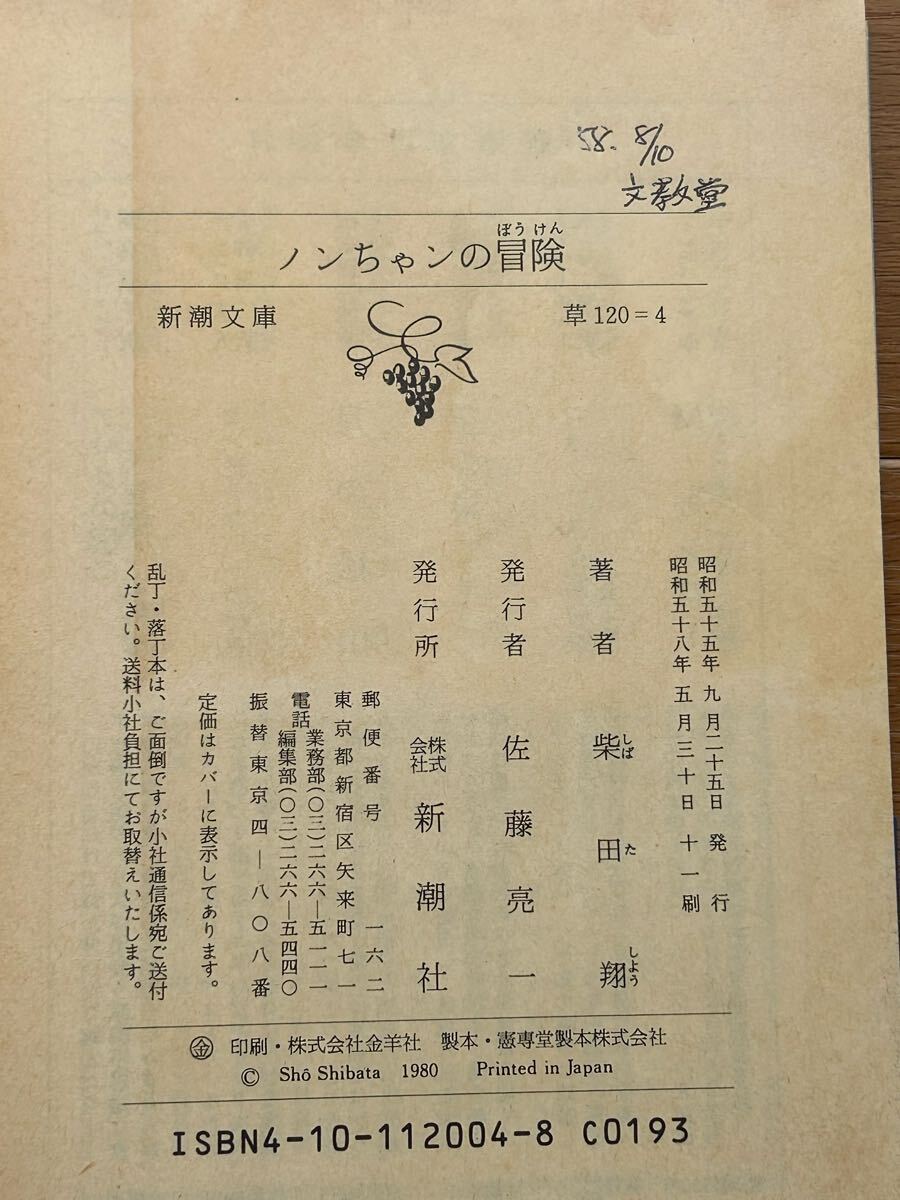 58. 8/10
文教堂
ぼうけん
ノンちゃンの冒険
新潮文庫
草120=4
昭和五十五年九月二十五日発行
昭和五十八年五月三十日十一刷
著者 柴田翔
しばた しよう
発行者 佐藤亮一
発行所 株式会社 新潮社
郵便番号 一六二
東京都新宿区矢来町七一
電話 業務部(〇三)二六六―五一一一
編集部(〇三)二六六―五四四〇
振替東京四―八〇八番
定価はカバーに表示してあります。
乱丁・落丁本は、ご面倒ですが小社通信係宛ご送付
ください。送料小社負担にてお取替えいたします。
㊎ 印刷・株式会社金羊社 製本・憲専堂製本株式会社
© Shô Shibata 1980 Printed in Japan
ISBN4-10-112004-8 C0193